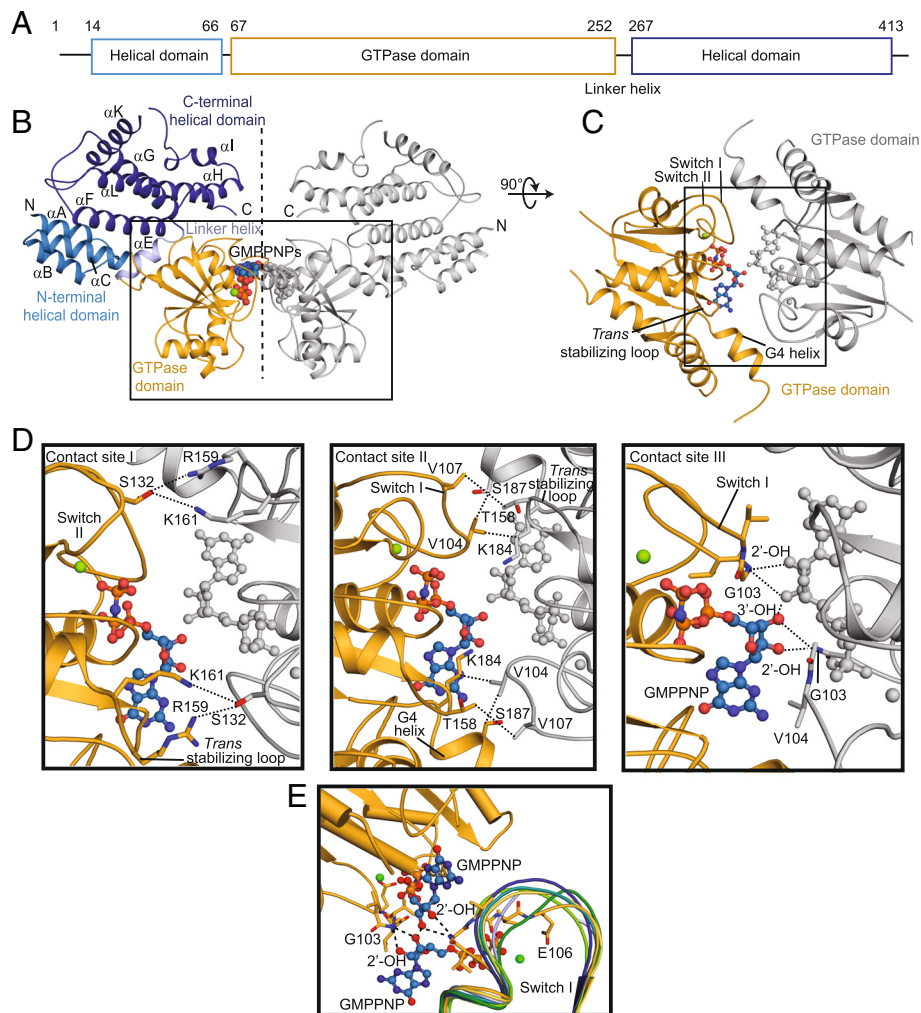 A
1 14 66 67 252 267 413
Helical domain GTPase domain Helical domain
Linker helix
B
C-terminal
helical domain
αK
αI
αG
αH
αL
αF
C
C
N
αA
N
αE
Linker helix
GMPPNPs
αB
αC
N-terminal
helical domain
GTPase
domain
90°
C
GTPase domain
Switch I
Switch II
Trans
stabilizing loop
G4 helix
GTPase domain
D
Contact site I
R159
S132
K161
Switch
II
K161
R159
S132
Trans
stabilizing loop
Contact site II
V107
Trans
stabilizing
loop
Switch I
S187
T158
V104
K184
K184
V104
S187
T158
V107
G4
helix
Contact site III
Switch I
2'-OH
G103
3'-OH
2'-OH
GMPPNP
G103
V104
E
GMPPNP
2'-OH
G103
E106
2'-OH
GMPPNP
Switch I